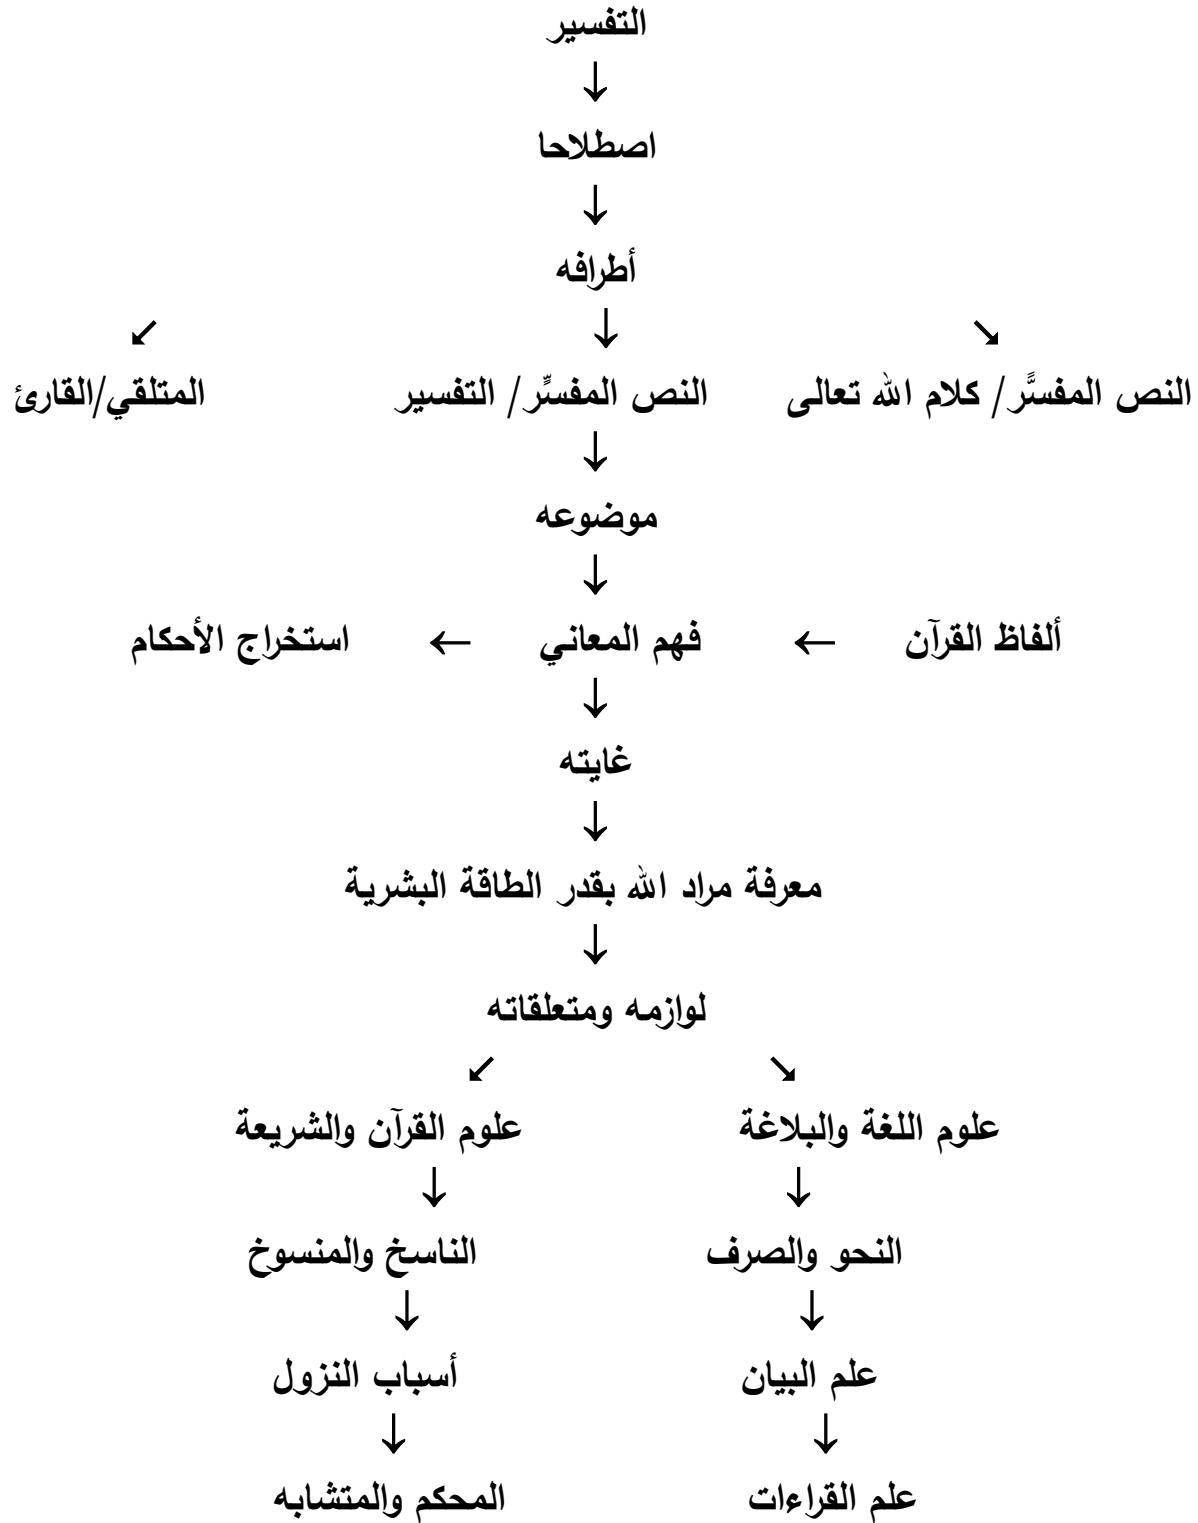 التفسير
↓
اصطلاحا
↓
أطرافه
↘ ↓ ↙
النص المفسَّر/ كلام الله تعالى النص المفسِّر/ التفسير المتلقي/القارئ
↓
موضوعه
↓
ألفاظ القرآن ← فهم المعاني ← استخراج الأحكام
↓
غايته
↓
معرفة مراد الله بقدر الطاقة البشرية
↓
لوازمه ومتعلقاته
↘ ↙
علوم اللغة والبلاغة علوم القرآن والشريعة
↓ ↓
النحو والصرف الناسخ والمنسوخ
↓ ↓
علم البيان أسباب النزول
↓ ↓
علم القراءات المحكم والمتشابه